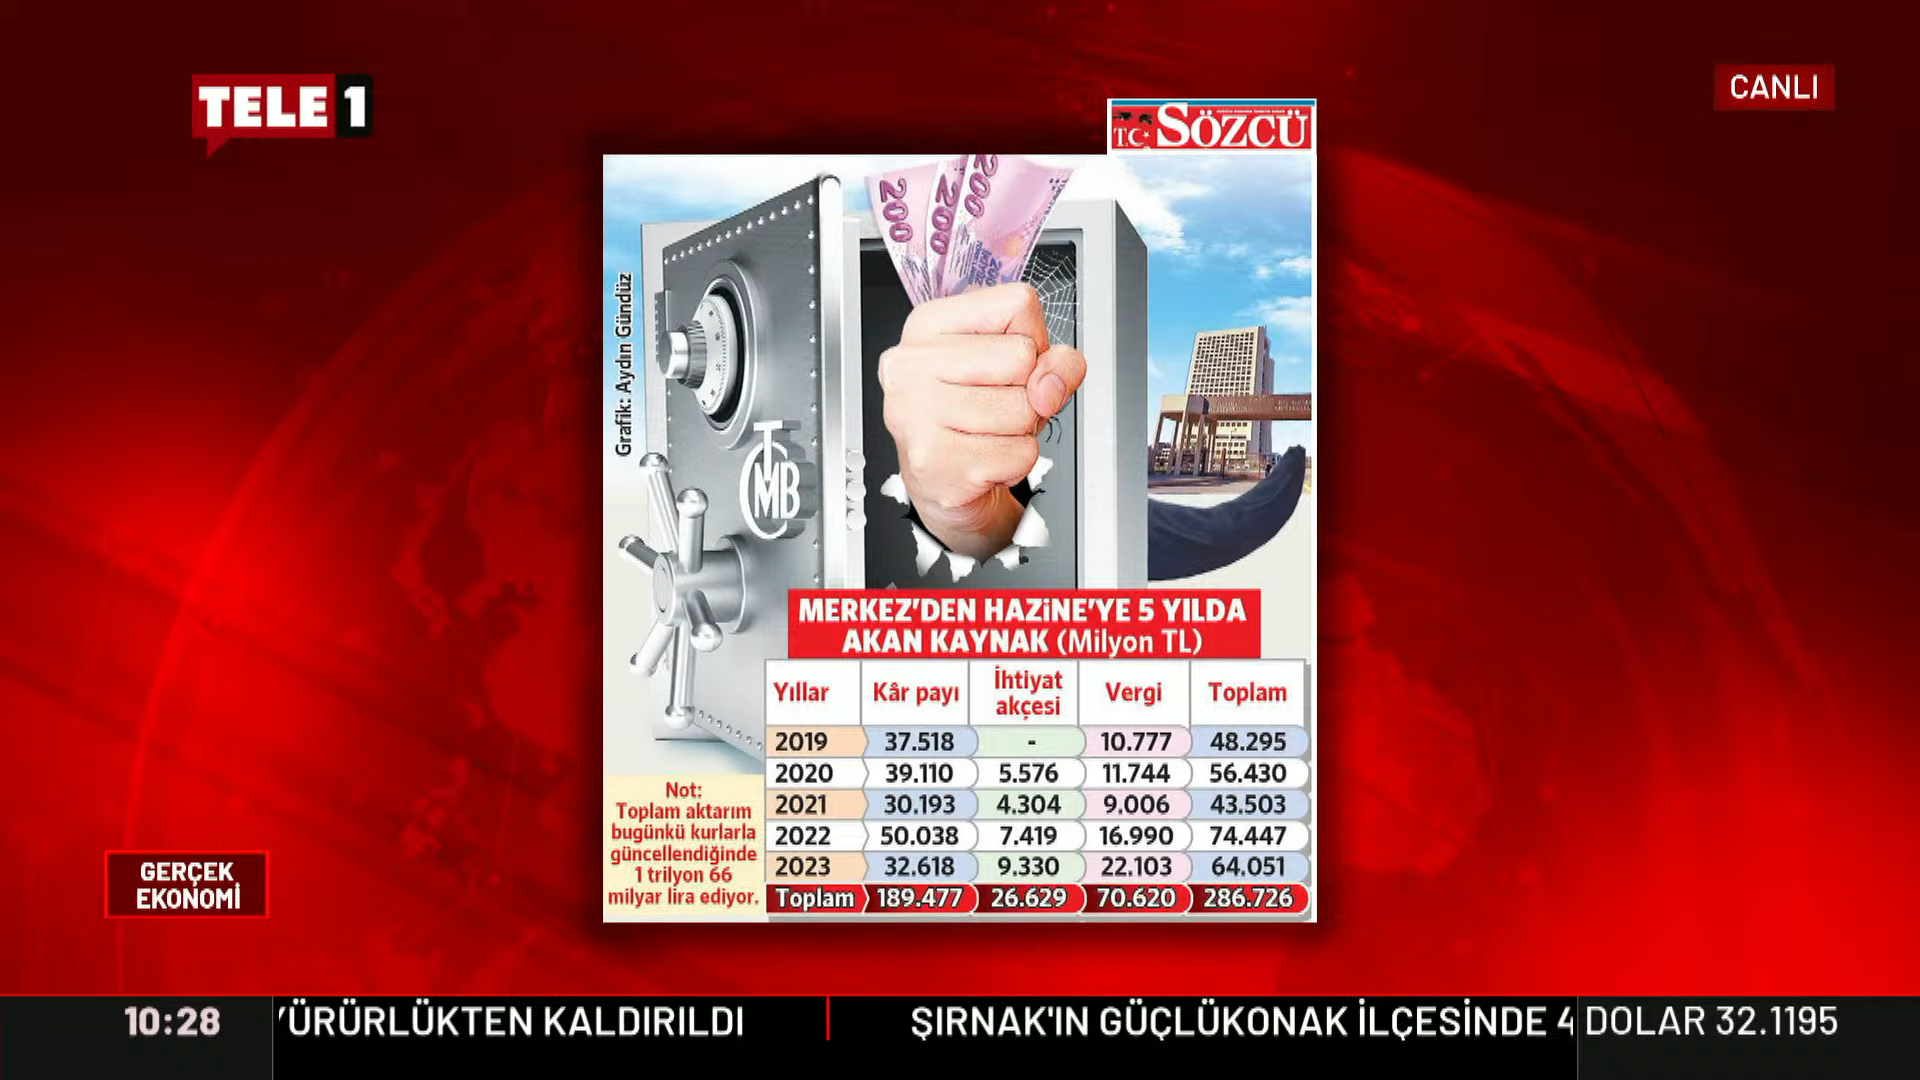 TELE 1
CANLI
T.C. SÖZCÜ
200
200
200
Grafik: Aydın Gündüz
TCMB
MERKEZ'DEN HAZİNE'YE 5 YILDA
AKAN KAYNAK (Milyon TL)
Yıllar Kâr payı İhtiyat akçesi Vergi Toplam
2019 37.518 - 10.777 48.295
2020 39.110 5.576 11.744 56.430
2021 30.193 4.304 9.006 43.503
2022 50.038 7.419 16.990 74.447
2023 32.618 9.330 22.103 64.051
Toplam 189.477 26.629 70.620 286.726
Not:
Toplam aktarım
bugünkü kurlarla
güncellendiğinde
1 trilyon 66
milyar lira ediyor.
GERÇEK
EKONOMİ
10:28 YÜRÜRLÜKTEN KALDIRILDI ŞIRNAK'IN GÜÇLÜKONAK İLÇESİNDE 4 DOLAR 32.1195